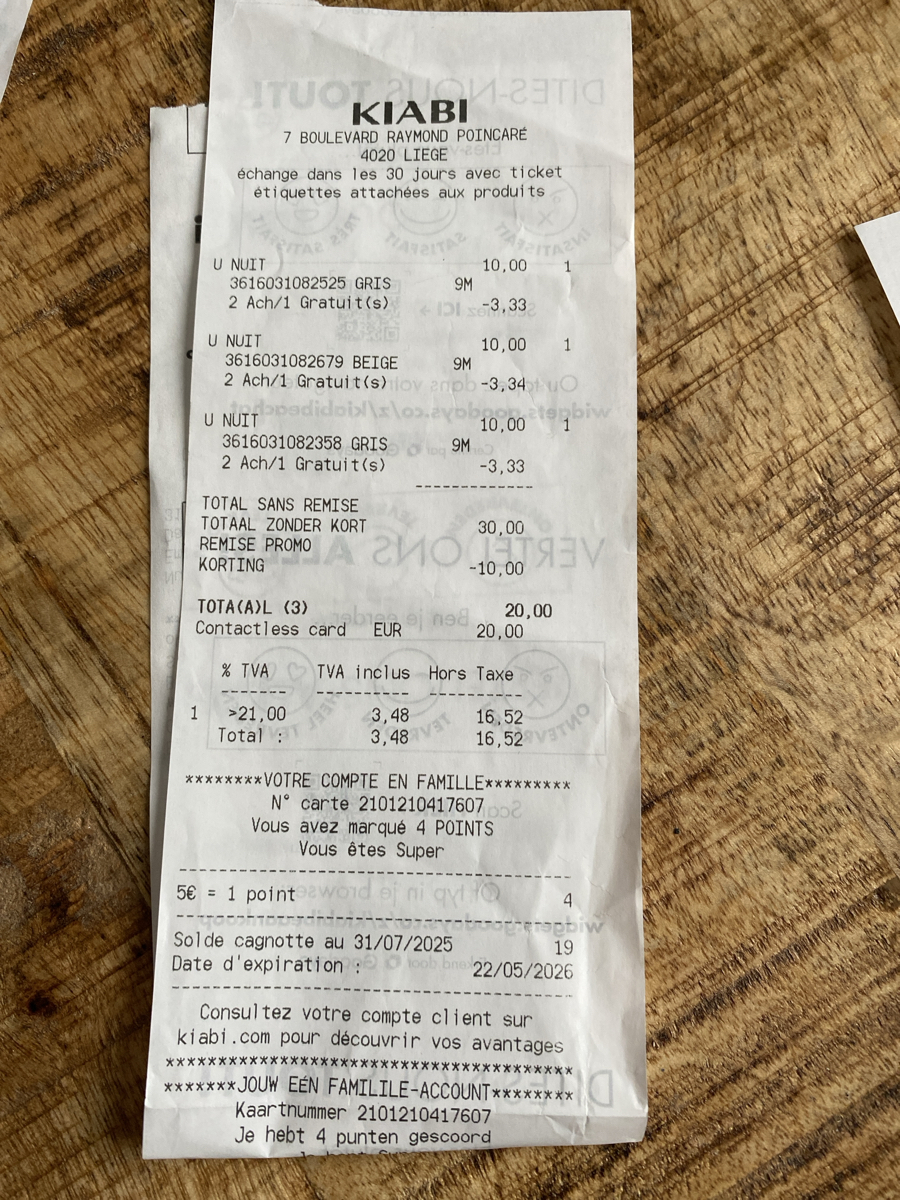 KIABI
7 BOULEVARD RAYMOND POINCARÉ
4020 LIEGE
échange dans les 30 jours avec ticket
étiquettes attachées aux produits
U NUIT 10,00 1
3616031082525 GRIS 9M
2 Ach/1 Gratuit(s) -3,33
U NUIT 10,00 1
3616031082679 BEIGE 9M
2 Ach/1 Gratuit(s) -3,34
U NUIT 10,00 1
3616031082358 GRIS 9M
2 Ach/1 Gratuit(s) -3,33
--------------
TOTAL SANS REMISE
TOTAAL ZONDER KORT 30,00
REMISE PROMO
KORTING -10,00
TOTA(A)L (3) 20,00
Contactless card EUR 20,00
% TVA TVA inclus Hors Taxe
------- ---------- ----------
1 >21,00 3,48 16,52
Total : 3,48 16,52
********VOTRE COMPTE EN FAMILLE*********
N° carte 2101210417607
Vous avez marqué 4 POINTS
Vous êtes Super
----------------------------------------
5€ = 1 point 4
----------------------------------------
Solde cagnotte au 31/07/2025 19
Date d'expiration : 22/05/2026
----------------------------------------
Consultez votre compte client sur
kiabi.com pour découvrir vos avantages
****************************************
*******JOUW EÉN FAMILILE-ACCOUNT********
Kaartnummer 2101210417607
Je hebt 4 punten gescoord